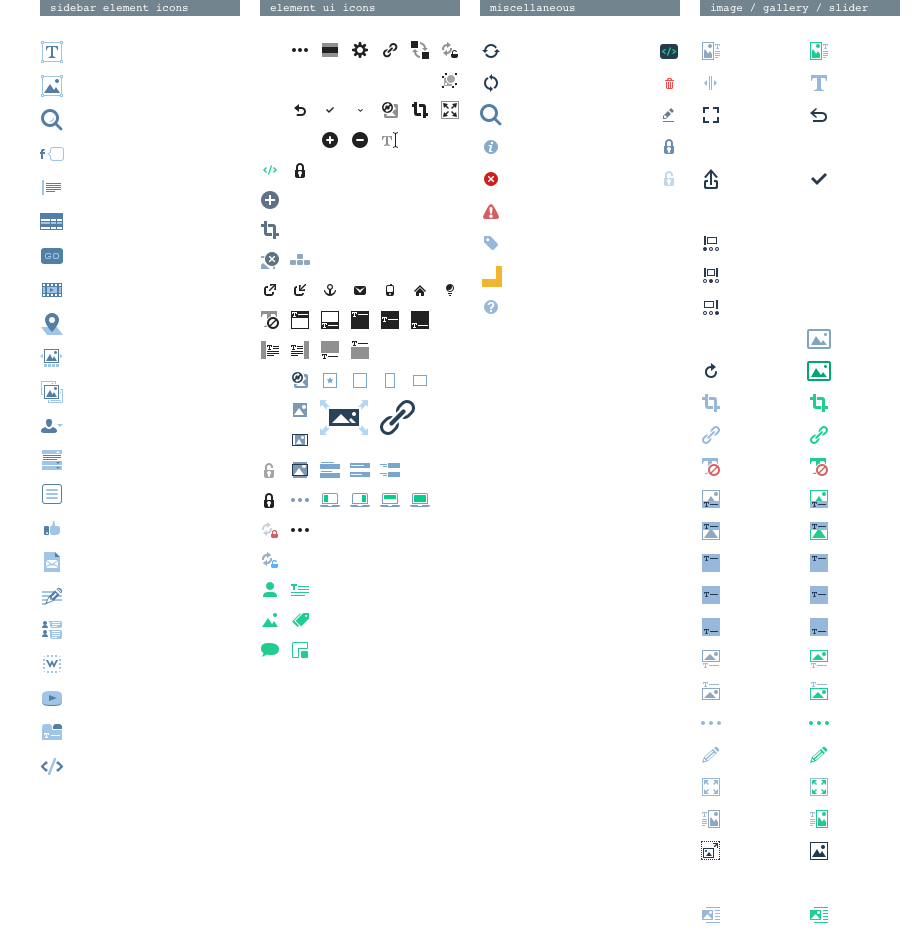 sidebar element icons
element ui icons
miscellaneous
image / gallery / slider
T
f
GO
W
T
</>
T
</>
</>
T